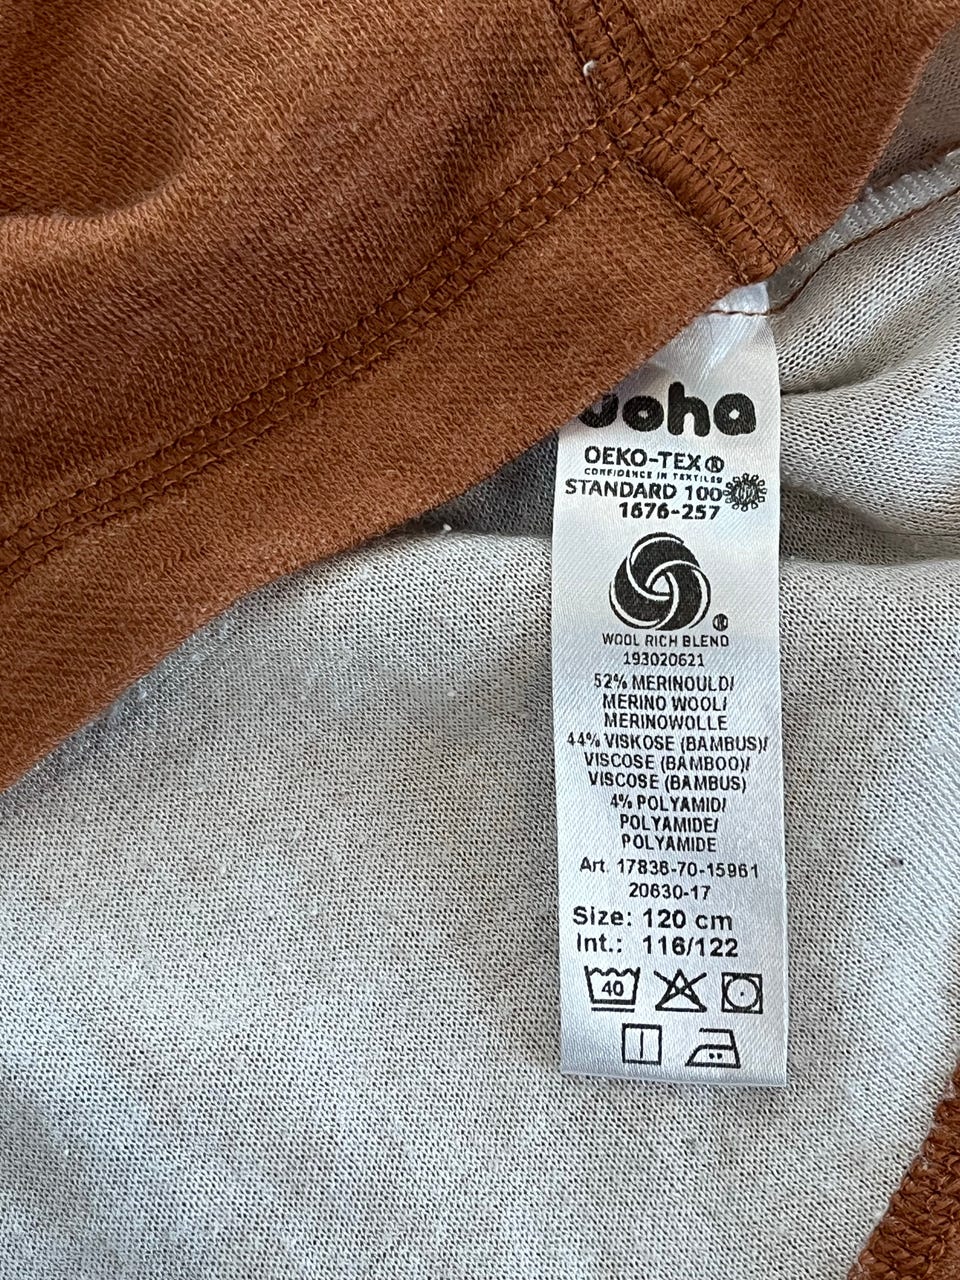 Joha
OEKO-TEX®
CONFIDENCE IN TEXTILES
STANDARD 100
1676-257
®
WOOL RICH BLEND
193020621
52% MERINOULD/
MERINO WOOL/
MERINOWOLLE
44% VISKOSE (BAMBUS)/
VISCOSE (BAMBOO)/
VISCOSE (BAMBUS)
4% POLYAMID/
POLYAMIDE/
POLYAMIDE
Art. 17836-70-15961
20630-17
Size: 120 cm
Int.: 116/122
40